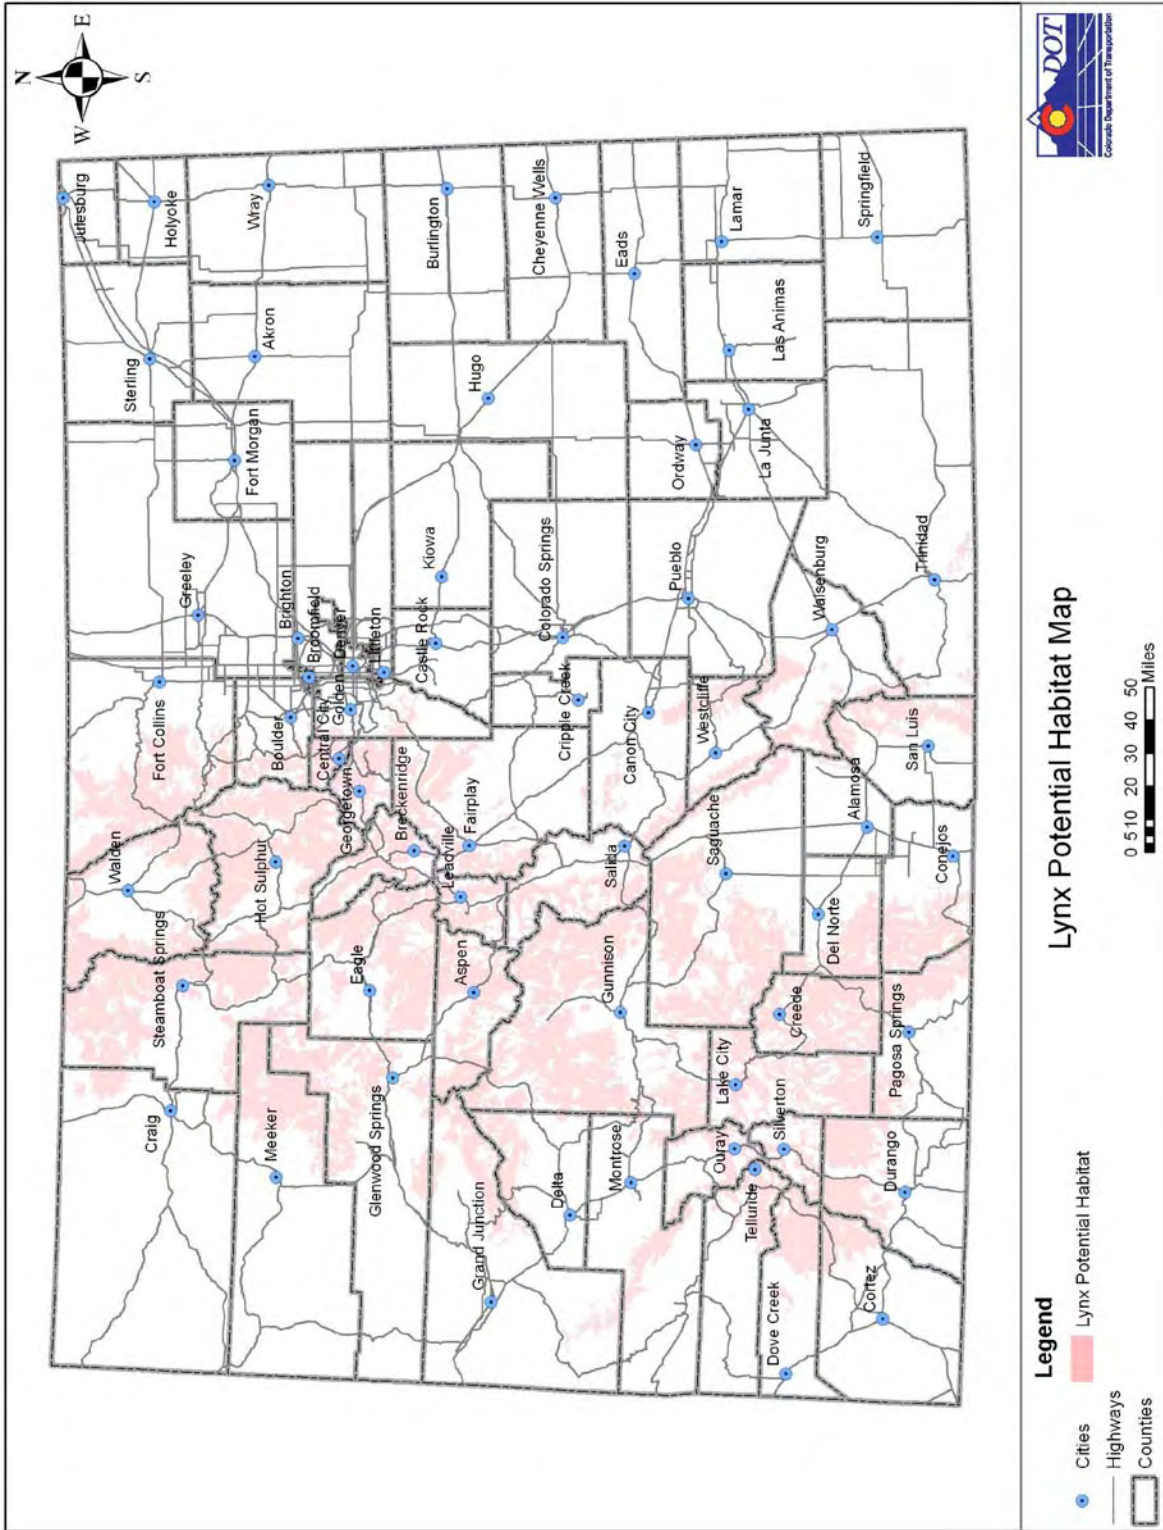 N
W
E
S
Julesburg
Holyoke
Wray
Sterling
Akron
Fort Morgan
Greeley
Fort Collins
Walden
Steamboat Springs
Craig
Meeker
Hot Sulphur
Boulder
Brighton
Broomfield
Central City
Golden
Denver
Littleton
Georgetown
Breckenridge
Castle Rock
Kiowa
Burlington
Hugo
Cheyenne Wells
Eagle
Glenwood Springs
Leadville
Fairplay
Aspen
Grand Junction
Delta
Montrose
Gunnison
Salida
Cripple Creek
Canon City
Colorado Springs
Eads
Ordway
Pueblo
Westcliffe
Saguache
Lake City
Ouray
Telluride
Silverton
Dove Creek
Creede
Del Norte
Alamosa
Walsenburg
La Junta
Las Animas
Lamar
Springfield
Trinidad
San Luis
Conejos
Pagosa Springs
Durango
Cortez
Legend
Cities
Highways
Counties
Lynx Potential Habitat
Lynx Potential Habitat Map
0 5 10 20 30 40 50
Miles
DOT
Colorado Department of Transportation